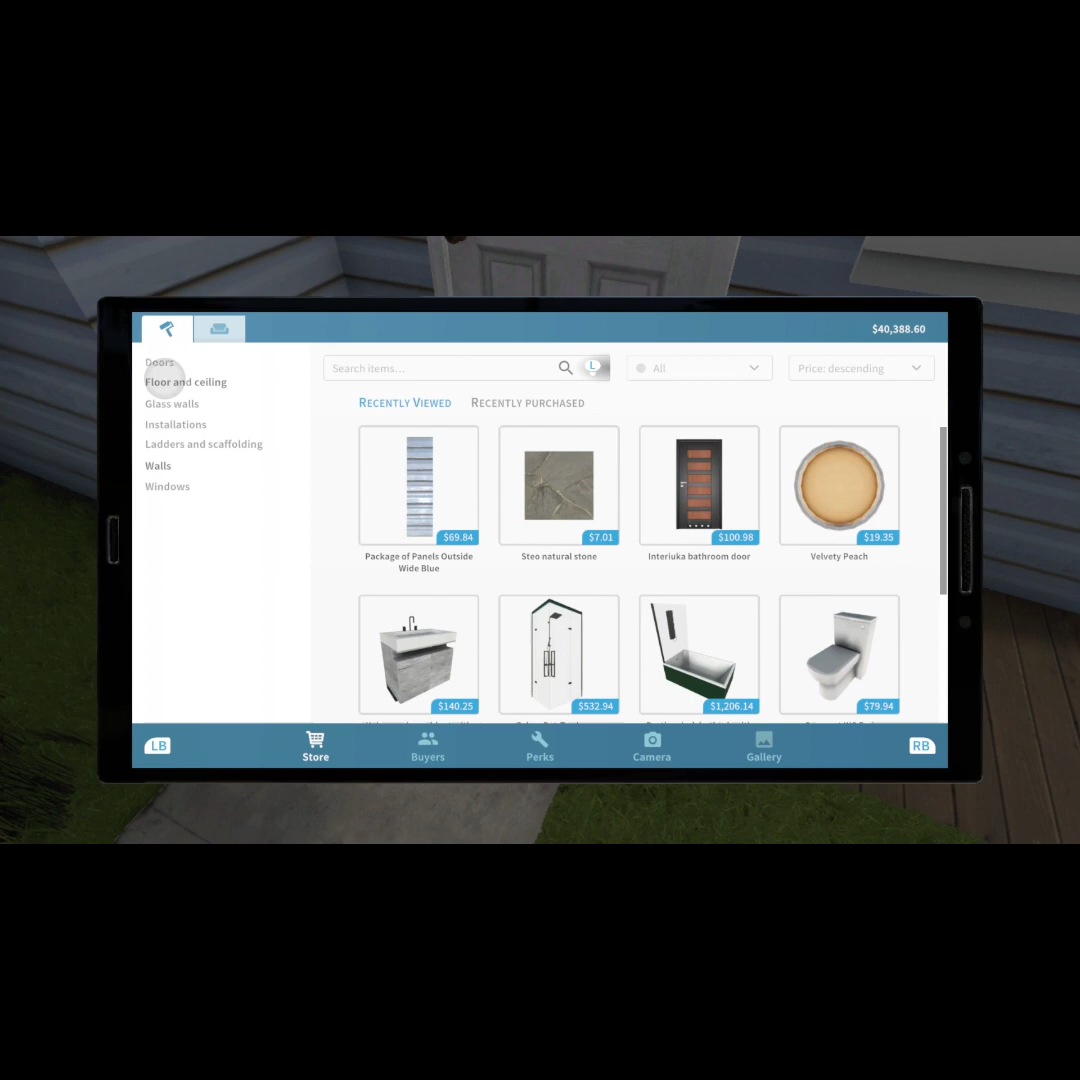 $40,388.60
Doors
Floor and ceiling
Glass walls
Installations
Ladders and scaffolding
Walls
Windows
Search items...
L
All
Price: descending
RECENTLY VIEWED
RECENTLY PURCHASED
$69.84
Package of Panels Outside
Wide Blue
$7.01
Steo natural stone
$100.98
Interiuka bathroom door
$19.35
Velvety Peach
$140.25
$532.94
$1,206.14
$79.94
LB
Store
Buyers
Perks
Camera
Gallery
RB